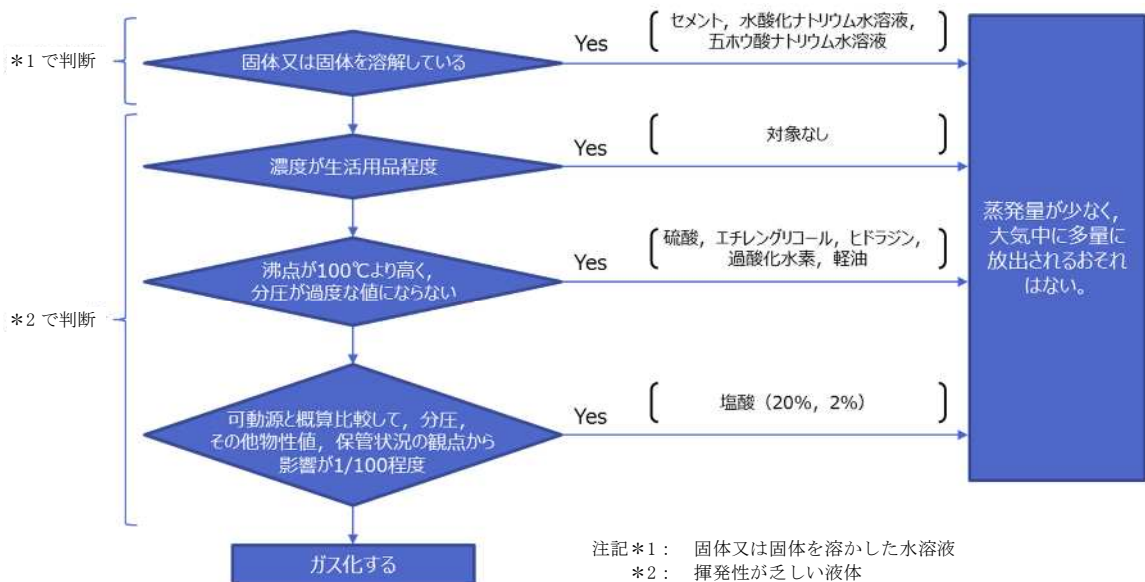 ＊1 で判断
固体又は固体を溶解している
Yes
セメント，水酸化ナトリウム水溶液，
五ホウ酸ナトリウム水溶液
＊2 で判断
濃度が生活用品程度
Yes
対象なし
沸点が100℃より高く，
分圧が過度な値にならない
Yes
硫酸，エチレングリコール，ヒドラジン，
過酸化水素，軽油
可動源と概算比較して，分圧，
その他物性値，保管状況の観点から
影響が1/100程度
Yes
塩酸（20%，2%）
蒸発量が少なく，
大気中に多量に
放出されるおそれ
はない。
ガス化する
注記＊1： 固体又は固体を溶かした水溶液
＊2： 揮発性が乏しい液体